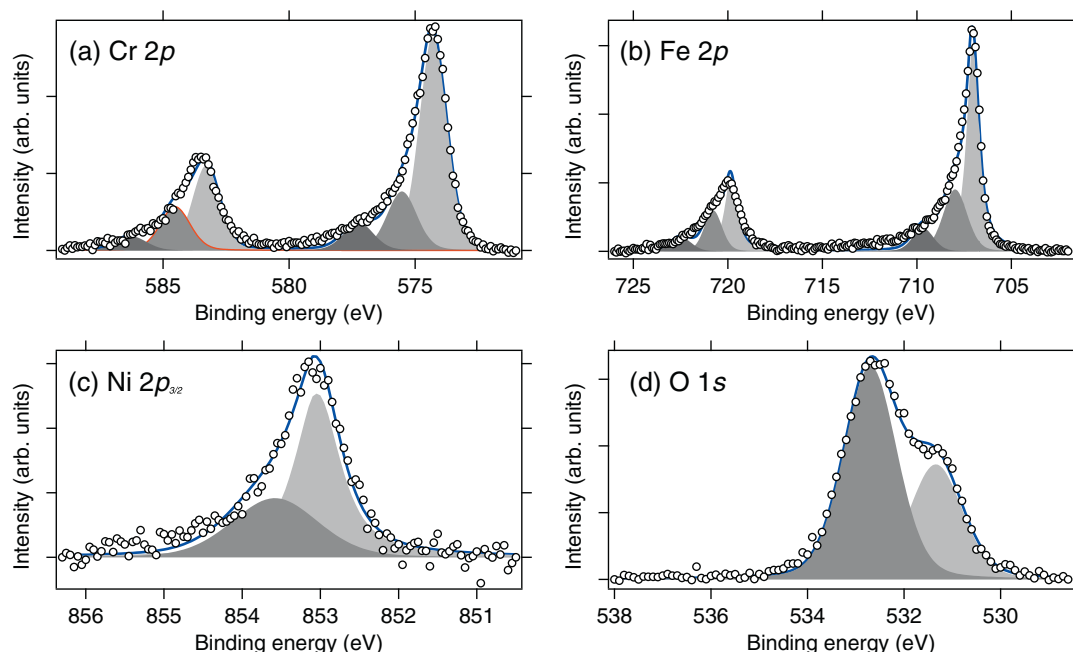 (a) Cr 2p
Intensity (arb. units)
585 580 575
Binding energy (eV)
(b) Fe 2p
Intensity (arb. units)
725 720 715 710 705
Binding energy (eV)
(c) Ni 2p3/2
Intensity (arb. units)
856 855 854 853 852 851
Binding energy (eV)
(d) O 1s
Intensity (arb. units)
538 536 534 532 530
Binding energy (eV)